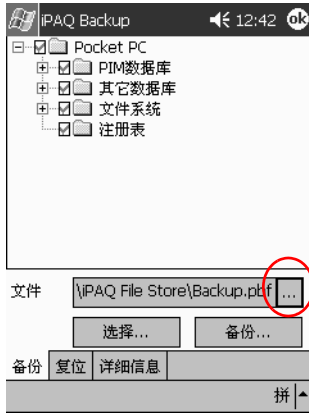 iPAQ Backup 12:42 ok
Pocket PC
PIM数据库
其它数据库
文件系统
注册表
文件 \iPAQ File Store\Backup.pbf ...
选择... 备份...
备份 复位 详细信息
拼